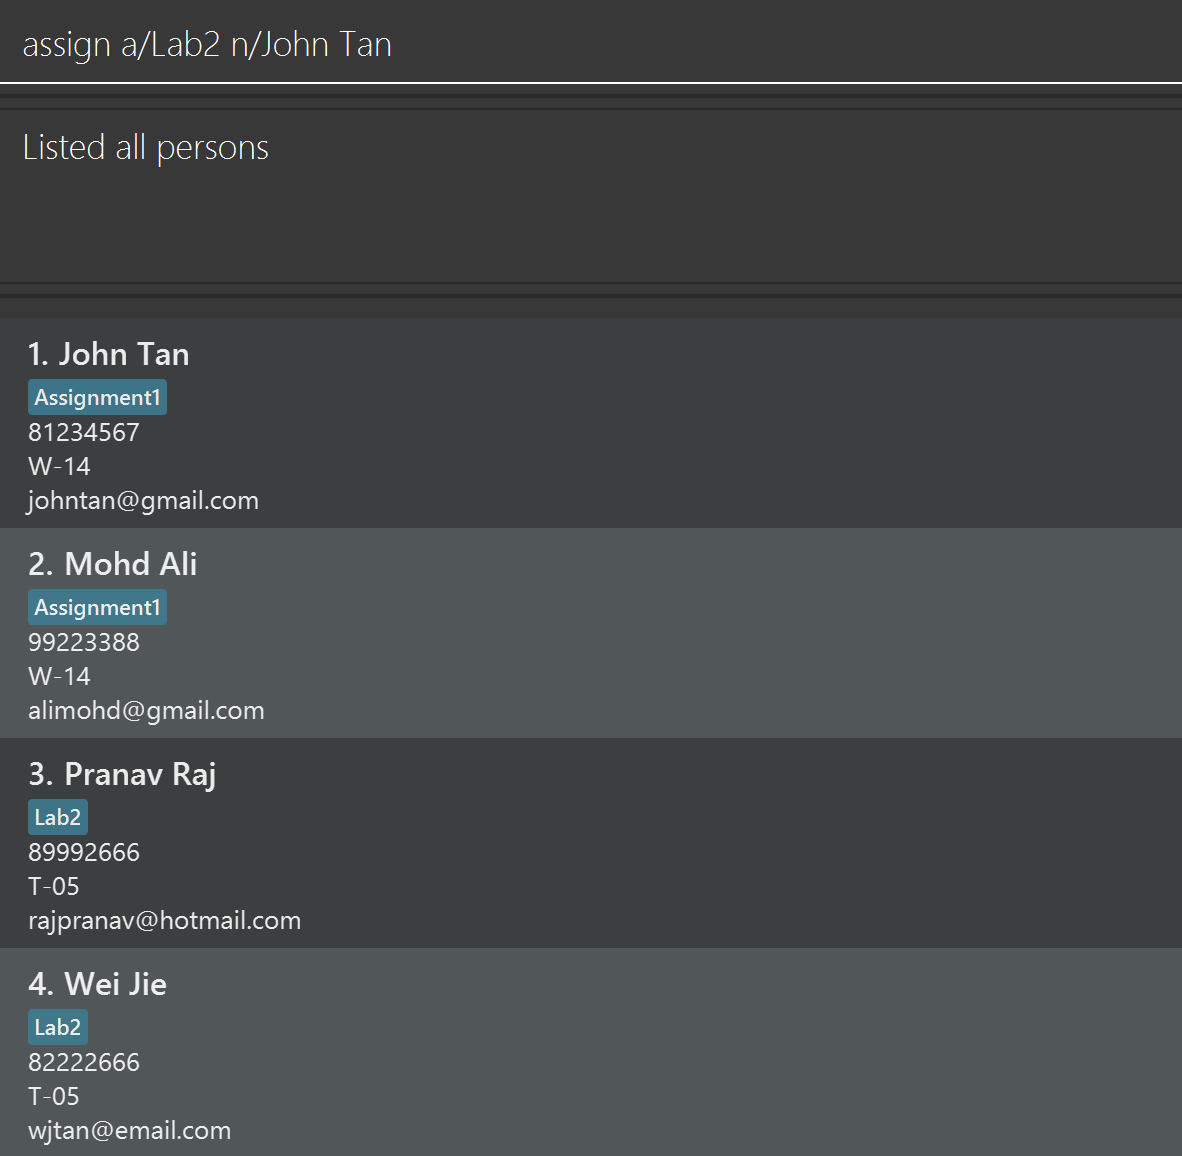 assign a/Lab2 n/John Tan
Listed all persons
1. John Tan
Assignment1
81234567
W-14
johntan@gmail.com
2. Mohd Ali
Assignment1
99223388
W-14
alimohd@gmail.com
3. Pranav Raj
Lab2
89992666
T-05
rajpranav@hotmail.com
4. Wei Jie
Lab2
82222666
T-05
wjtan@email.com